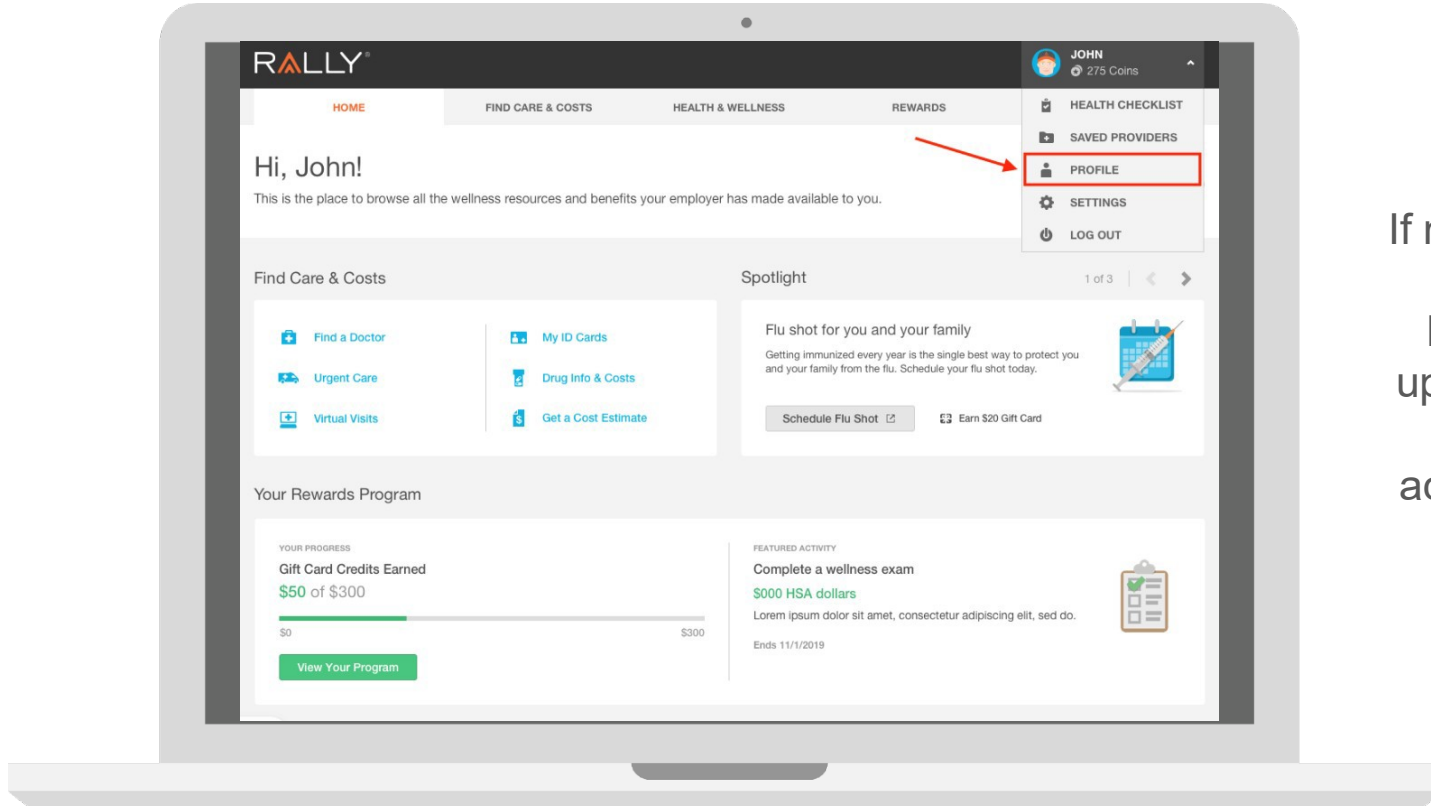 RALLY®
JOHN
275 Coins
HOME
FIND CARE & COSTS
HEALTH & WELLNESS
REWARDS
HEALTH CHECKLIST
SAVED PROVIDERS
PROFILE
SETTINGS
LOG OUT
Hi, John!
This is the place to browse all the wellness resources and benefits your employer has made available to you.
Find Care & Costs
Find a Doctor
Urgent Care
Virtual Visits
My ID Cards
Drug Info & Costs
Get a Cost Estimate
Spotlight
1 of 3
Flu shot for you and your family
Getting immunized every year is the single best way to protect you
and your family from the flu. Schedule your flu shot today.
Schedule Flu Shot
Earn $20 Gift Card
Your Rewards Program
YOUR PROGRESS
Gift Card Credits Earned
$50 of $300
$0
$300
View Your Program
FEATURED ACTIVITY
Complete a wellness exam
$000 HSA dollars
Lorem ipsum dolor sit amet, consectetur adipiscing elit, sed do.
Ends 11/1/2019
If